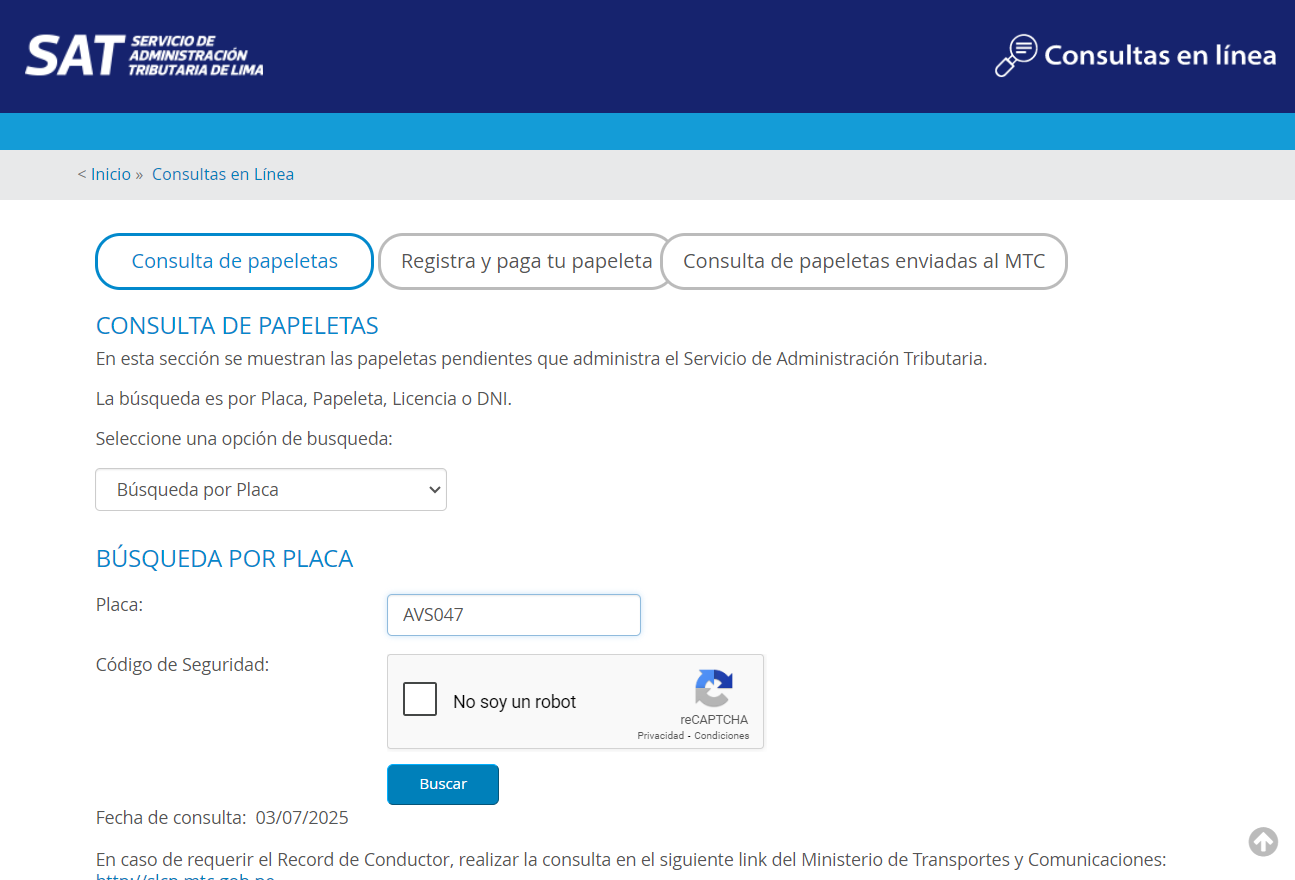 SAT SERVICIO DE
ADMINISTRACIÓN
TRIBUTARIA DE LIMA
Consultas en línea
< Inicio » Consultas en Línea
Consulta de papeletas
Registra y paga tu papeleta
Consulta de papeletas enviadas al MTC
CONSULTA DE PAPELETAS
En esta sección se muestran las papeletas pendientes que administra el Servicio de Administración Tributaria.
La búsqueda es por Placa, Papeleta, Licencia o DNI.
Seleccione una opción de busqueda:
Búsqueda por Placa
BÚSQUEDA POR PLACA
Placa:
AVS047
Código de Seguridad:
No soy un robot
reCAPTCHA
Privacidad - Condiciones
Buscar
Fecha de consulta: 03/07/2025
En caso de requerir el Record de Conductor, realizar la consulta en el siguiente link del Ministerio de Transportes y Comunicaciones: